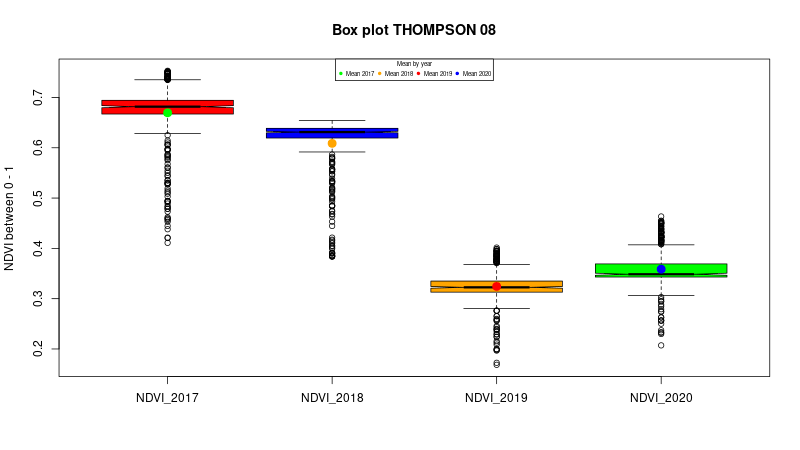 Box plot THOMPSON 08
Mean by year
Mean 2017 Mean 2018 Mean 2019 Mean 2020
NDVI between 0 - 1
0.7
0.6
0.5
0.4
0.3
0.2
NDVI_2017 NDVI_2018 NDVI_2019 NDVI_2020